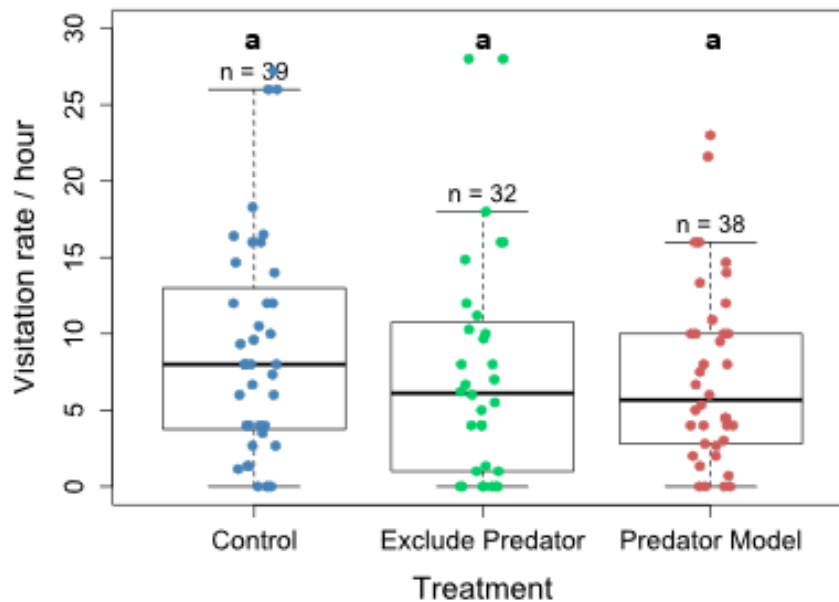 30
a
a
a
n = 39
25
20
n = 32
n = 38
15
10
5
0
Visitation rate / hour
Control
Exclude Predator
Predator Model
Treatment